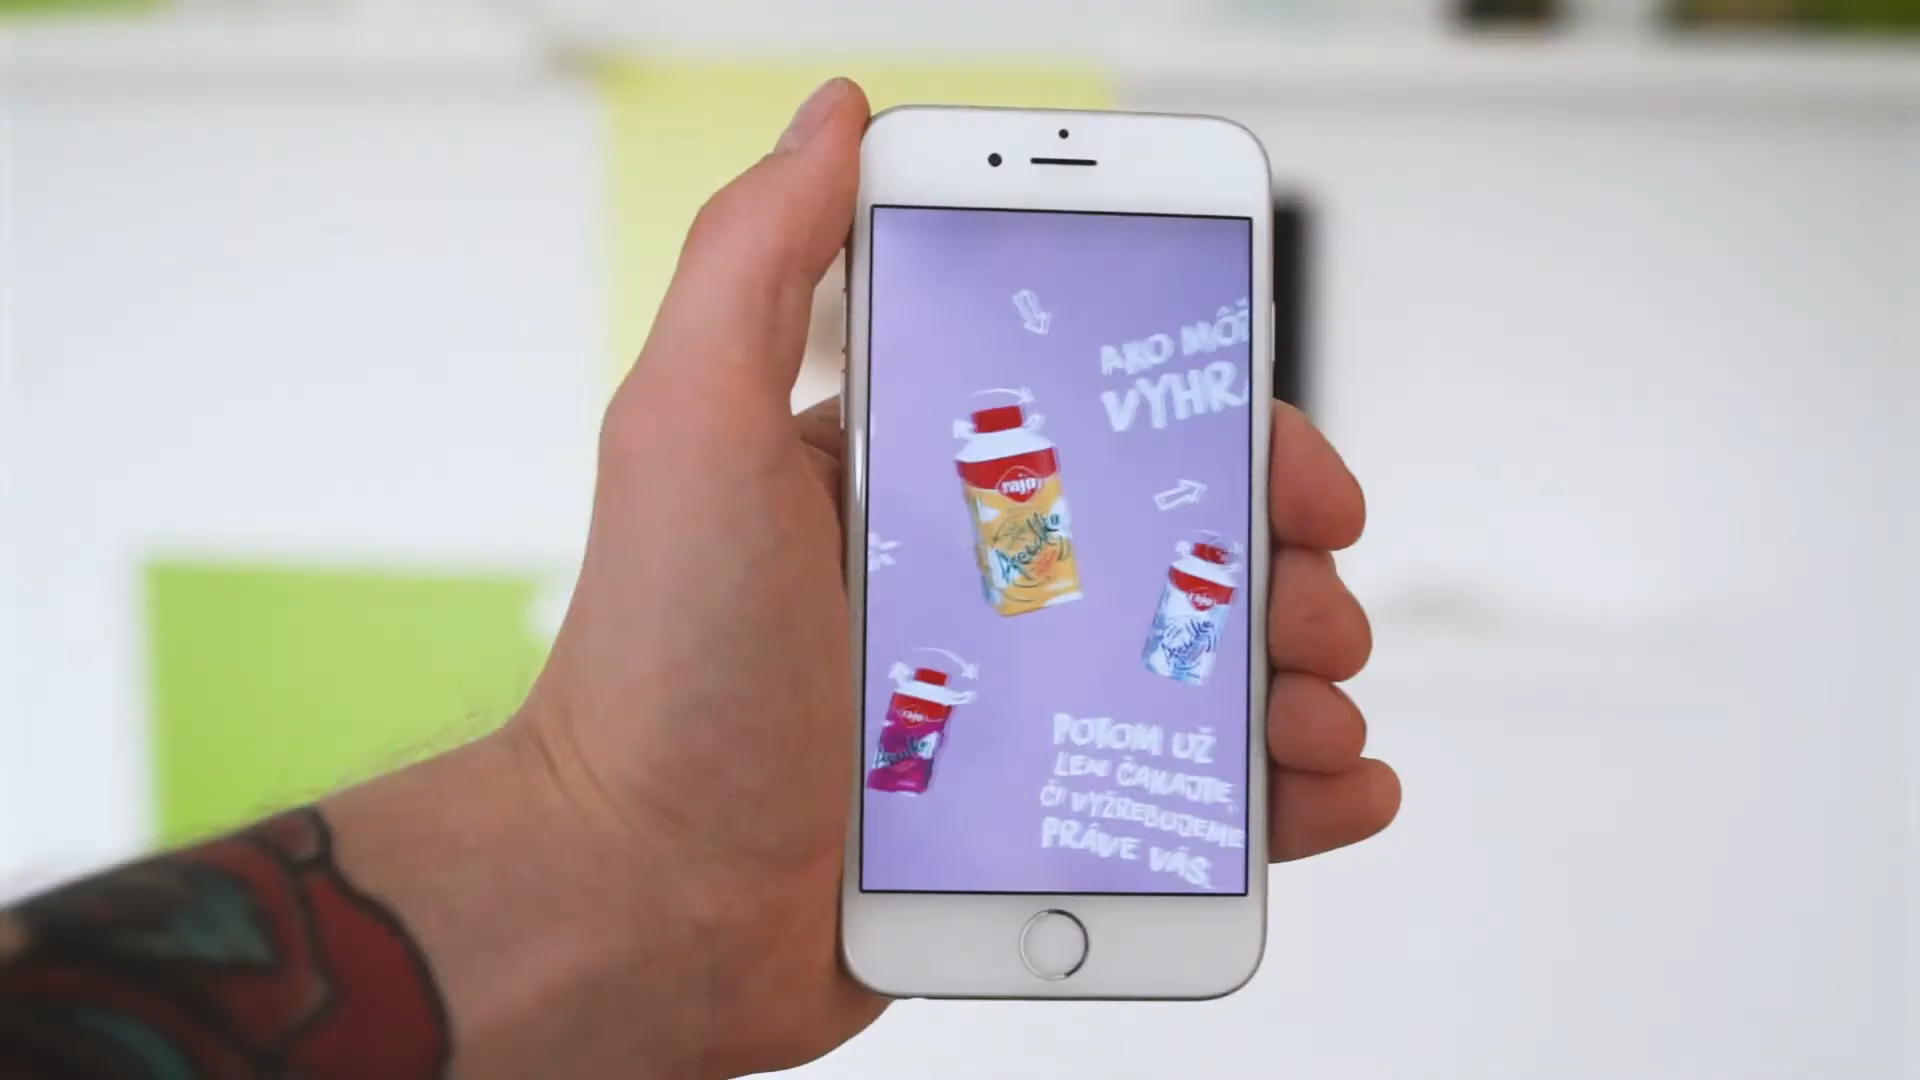 AKO MÔŽ
VYHRA
rajo
rajo
rajo
POTOM UŽ
LEN ČAKAJTE,
ČI VYŽREBUJEME
PRÁVE VÁS.